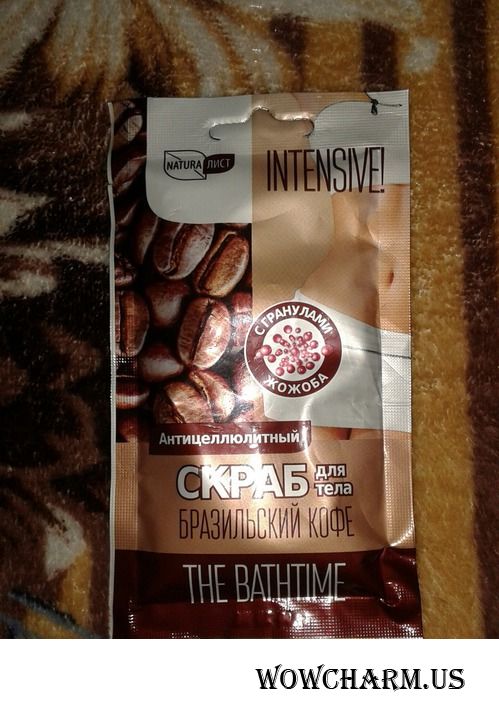 NATURA ЛИСТ
INTENSIVE!
С ГРАНУЛАМИ
ЖОЖОБА
Антицеллюлитный
СКРАБ для тела
БРАЗИЛЬСКИЙ КОФЕ
THE BATHTIME
WOWCHARM.US